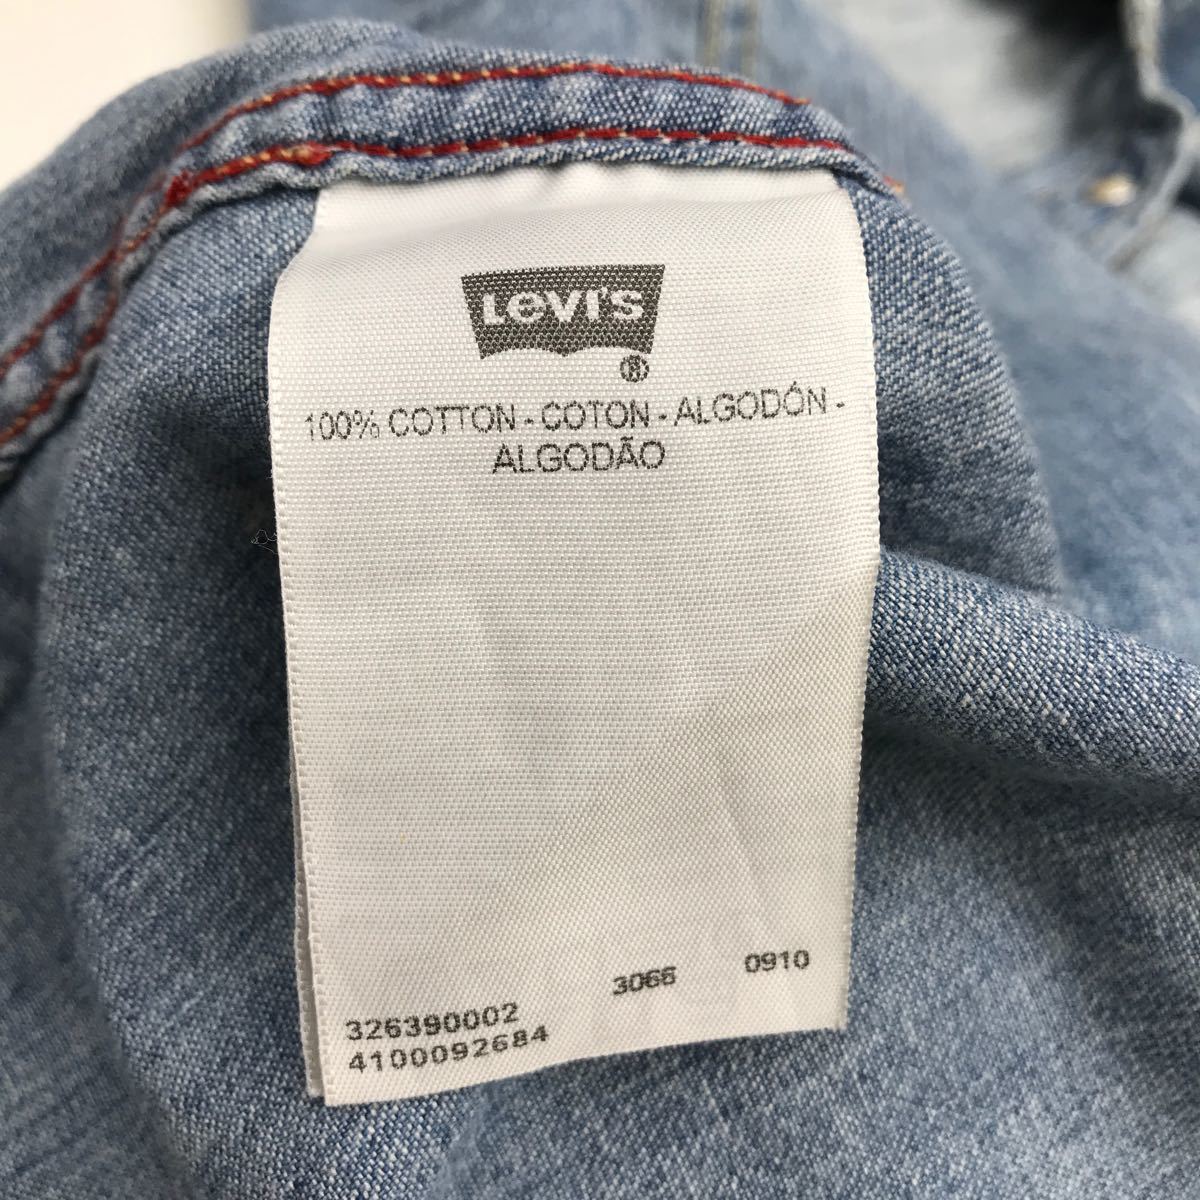 LEVI'S
®
100% COTTON - COTON - ALGODÓN -
ALGODÃO
3066 0910
326390002
4100092684